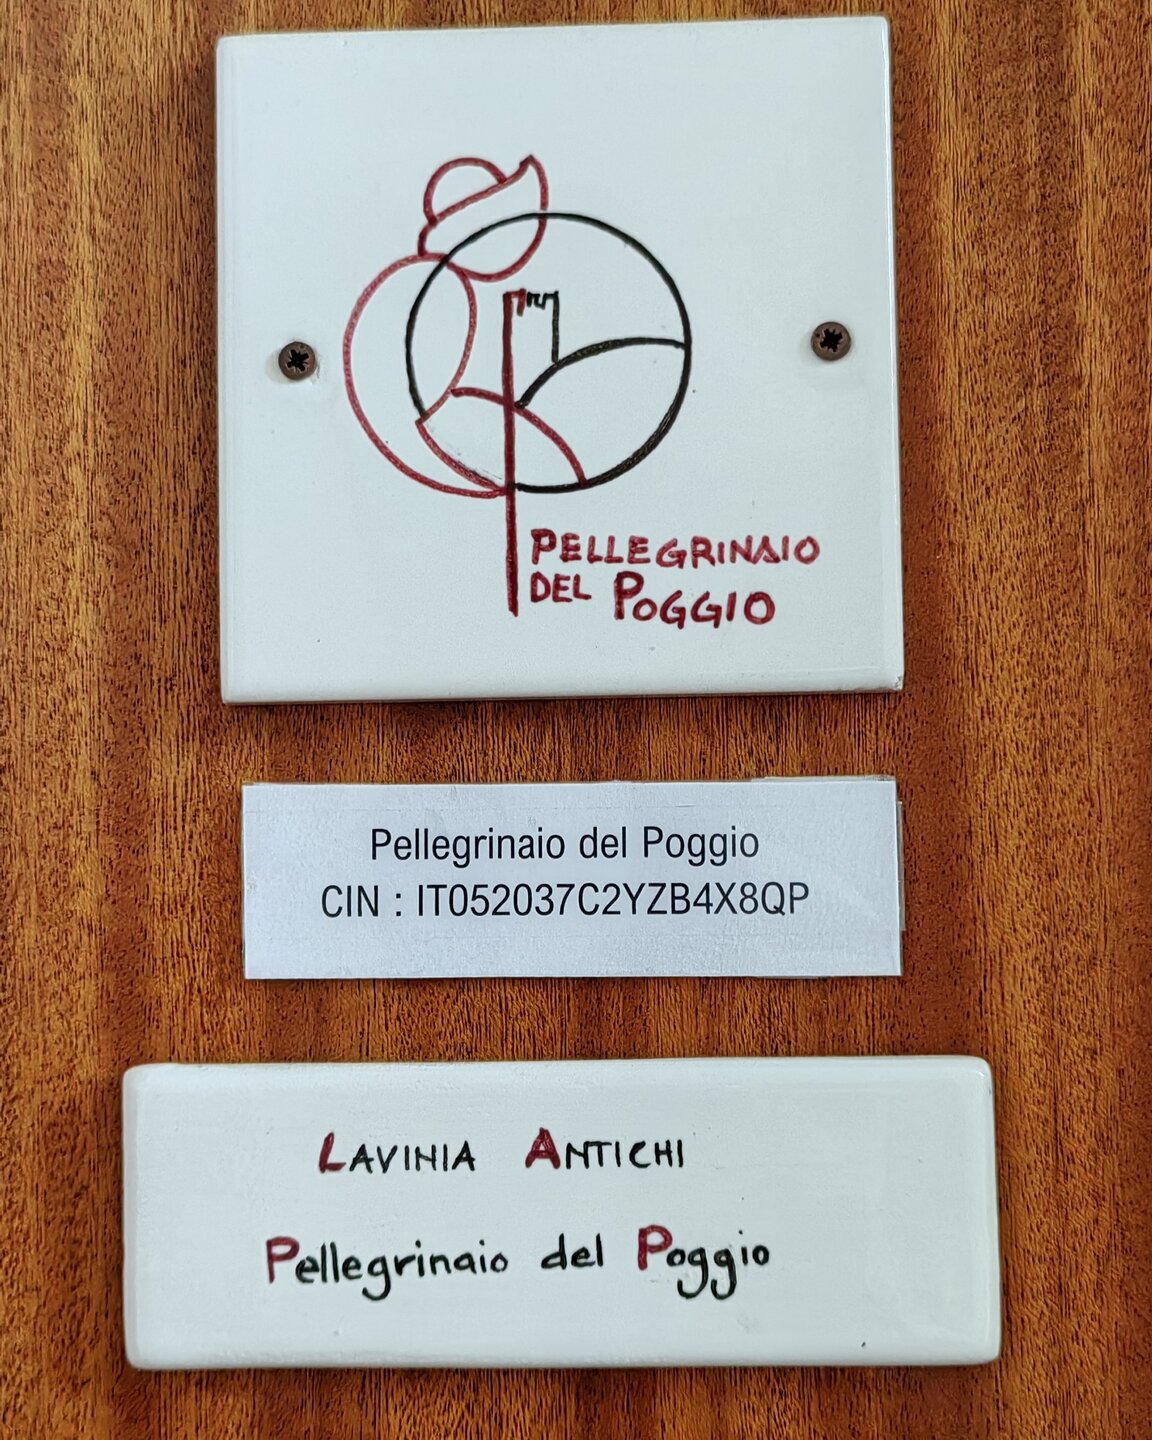 PELLEGRINAIO
DEL POGGIO
Pellegrinaio del Poggio
CIN : IT052037C2YZB4X8QP
LAVINIA ANTICHI
Pellegrinaio del Poggio